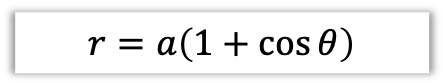 r = a(1 + cos θ)